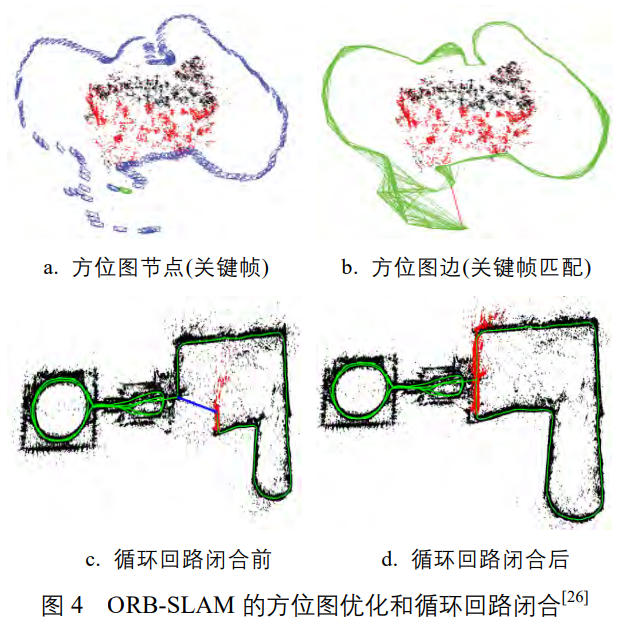 a. 方位图节点(关键帧)
b. 方位图边(关键帧匹配)
c. 循环回路闭合前
d. 循环回路闭合后
图 4 ORB-SLAM 的方位图优化和循环回路闭合[26]